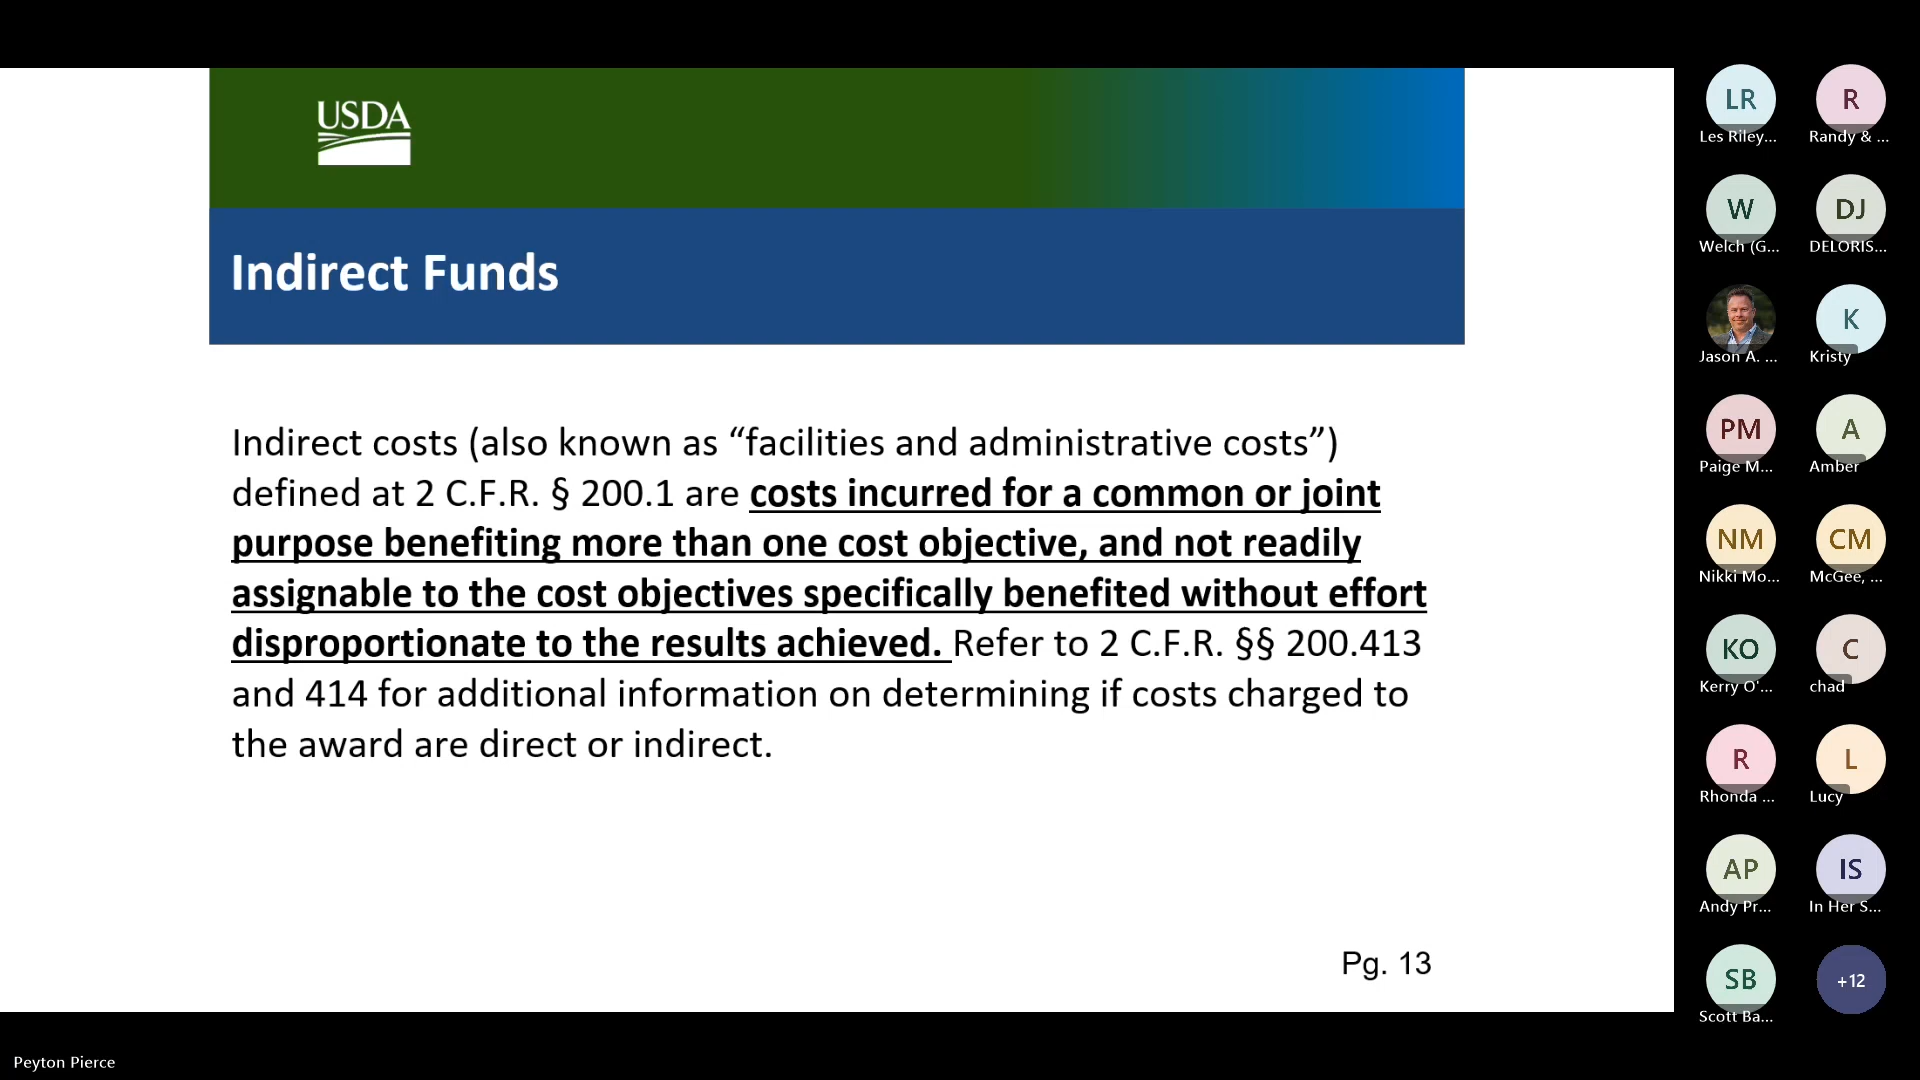 USDA
Indirect Funds
Indirect costs (also known as “facilities and administrative costs”)
defined at 2 C.F.R. § 200.1 are costs incurred for a common or joint
purpose benefiting more than one cost objective, and not readily
assignable to the cost objectives specifically benefited without effort
disproportionate to the results achieved. Refer to 2 C.F.R. §§ 200.413
and 414 for additional information on determining if costs charged to
the award are direct or indirect.
Pg. 13
LR
Les Riley...
R
Randy & ...
W
Welch (G...
DJ
DELORIS...
Jason A. ...
K
Kristy
PM
Paige M...
A
Amber
NM
Nikki Mo...
CM
McGee, ...
KO
Kerry O'...
C
chad
R
Rhonda ...
L
Lucy
AP
Andy Pr...
IS
In Her S...
SB
Scott Ba...
+12
Peyton Pierce